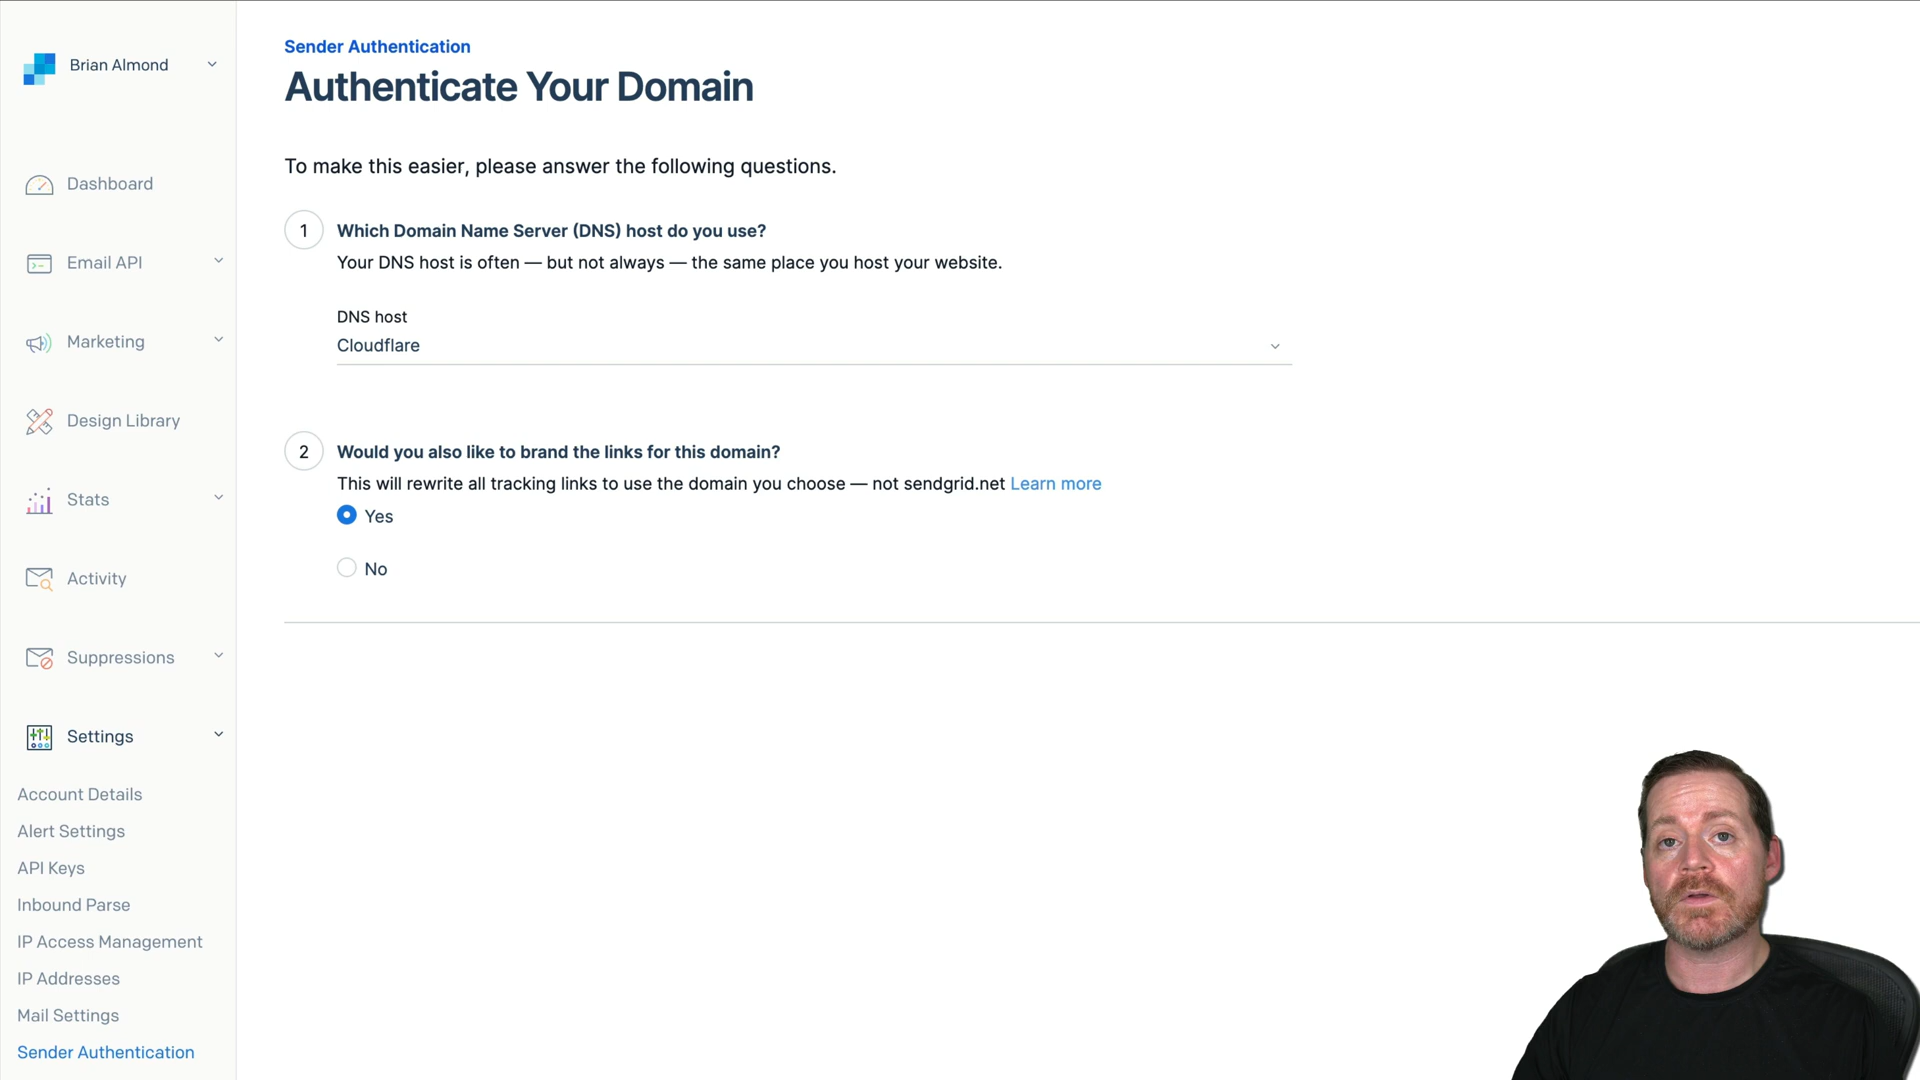 Brian Almond
Dashboard
Email API
Marketing
Design Library
Stats
Activity
Suppressions
Settings
Account Details
Alert Settings
API Keys
Inbound Parse
IP Access Management
IP Addresses
Mail Settings
Sender Authentication
Sender Authentication
Authenticate Your Domain
To make this easier, please answer the following questions.
1
Which Domain Name Server (DNS) host do you use?
Your DNS host is often — but not always — the same place you host your website.
DNS host
Cloudflare
2
Would you also like to brand the links for this domain?
This will rewrite all tracking links to use the domain you choose — not sendgrid.net Learn more
Yes
No